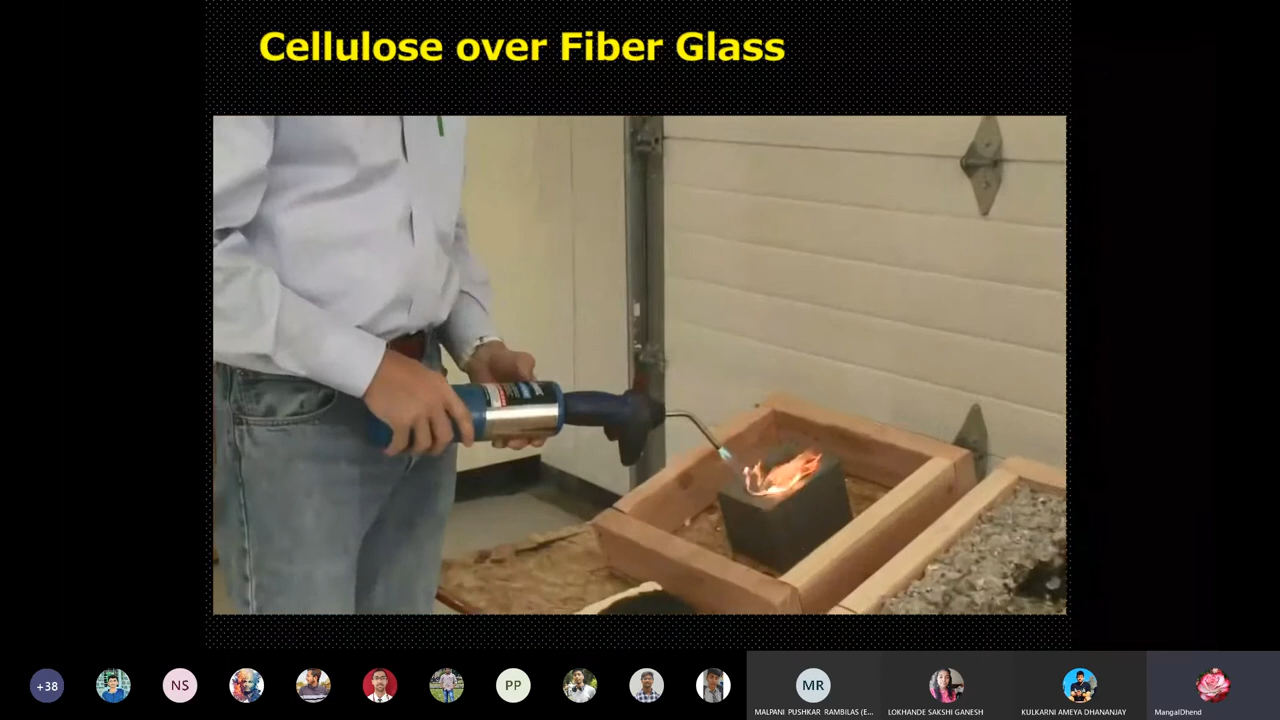 Cellulose over Fiber Glass
+38
NS
PP
MR
MALPANI PUSHKAR RAMBILAS (E...
LOKHANDE SAKSHI GANESH
KULKARNI AMEYA DHANANJAY
MangalDhend